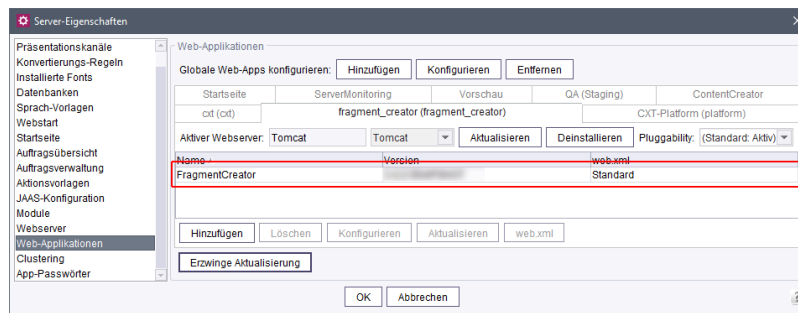 Server-Eigenschaften
Präsentationskanäle
Konvertierungs-Regeln
Installierte Fonts
Datenbanken
Sprach-Vorlagen
Webstart
Startseite
Auftragsübersicht
Auftragsverwaltung
Aktionsvorlagen
JAAS-Konfiguration
Module
Webserver
Web-Applikationen
Clustering
App-Passwörter
Web-Applikationen
Globale Web-Apps konfigurieren: Hinzufügen Konfigurieren Entfernen
Startseite ServerMonitoring Vorschau QA (Staging) ContentCreator
cxt (cxt) fragment_creator (fragment_creator) CXT-Platform (platform)
Aktiver Webserver: Tomcat Tomcat Aktualisieren Deinstallieren Pluggability: (Standard: Aktiv)
Name Version web.xml
FragmentCreator Standard
Hinzufügen Löschen Konfigurieren Aktualisieren web.xml
Erzwinge Aktualisierung
OK Abbrechen